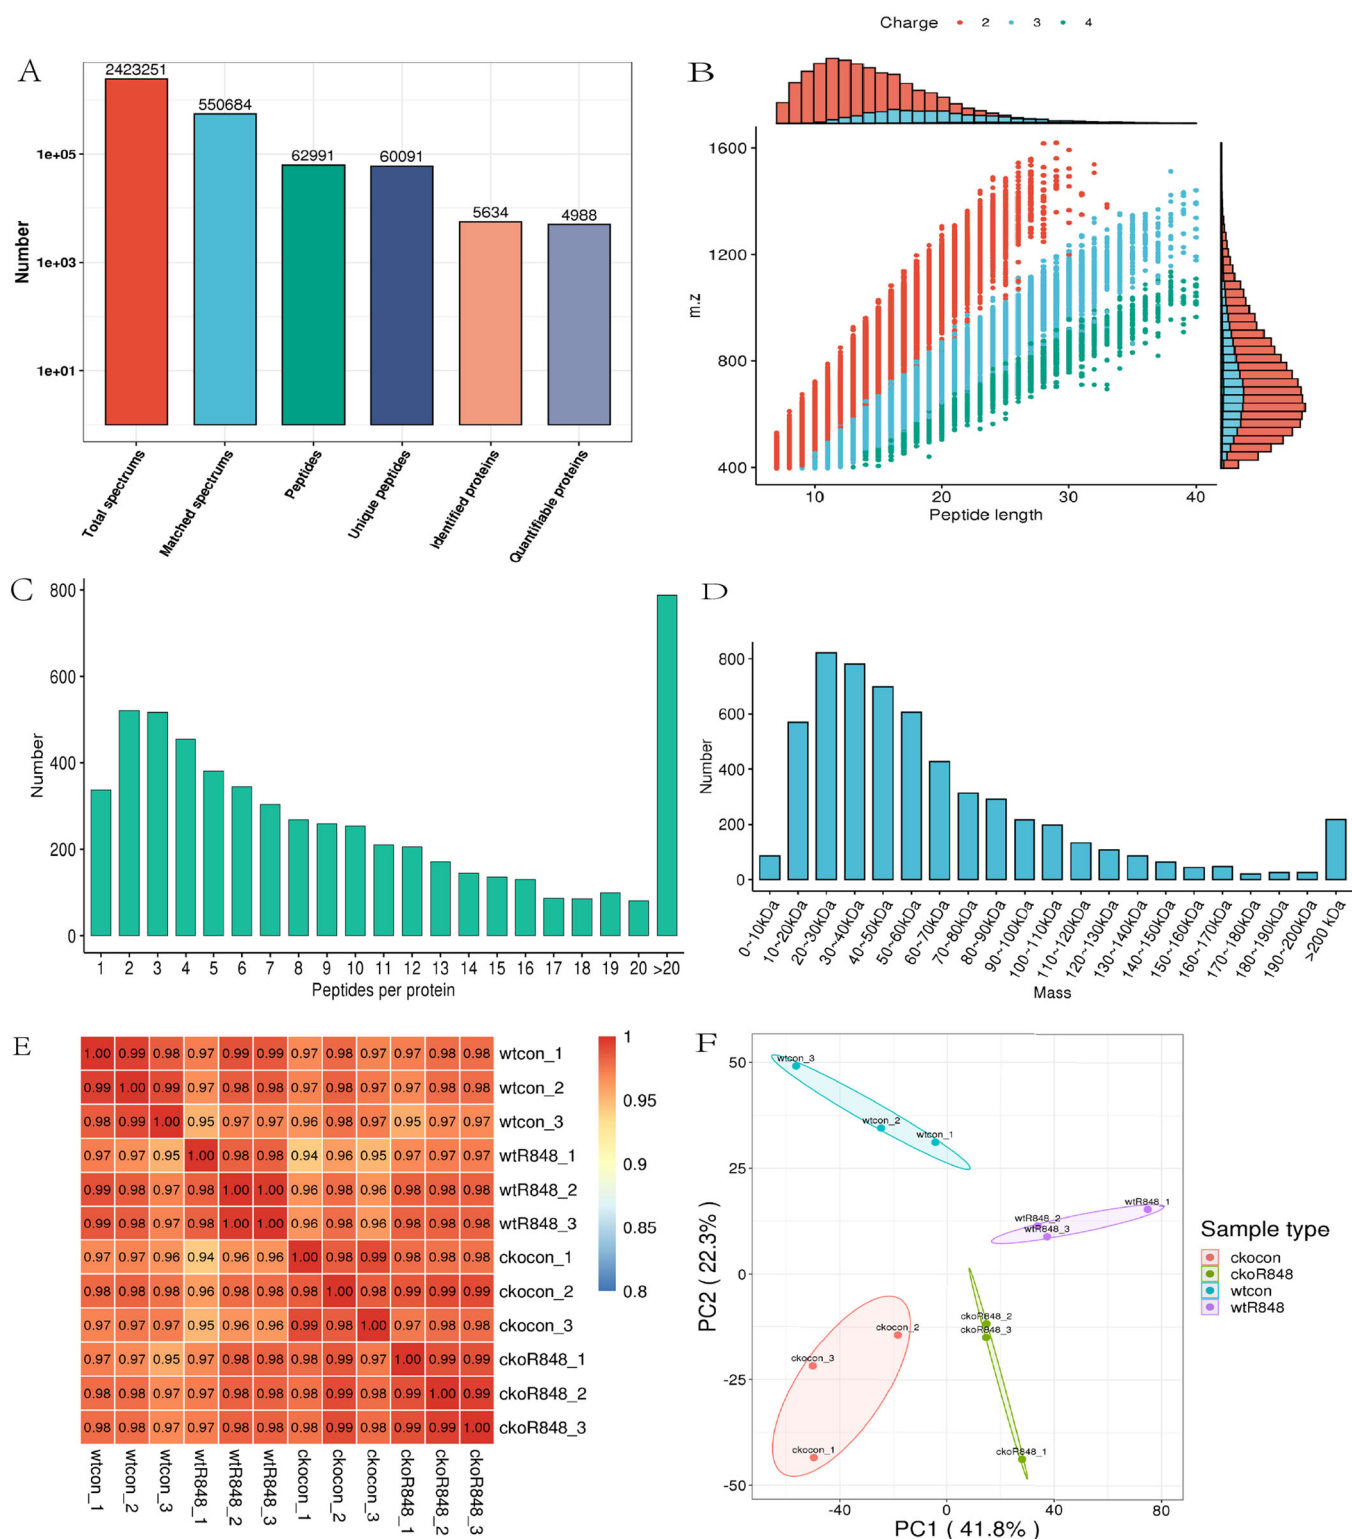 Charge 2 3 4
A
2423251
550684
62991
60091
5634
4988
1e+05
1e+03
1e+01
Number
Total spectrums
Matched spectrums
Peptides
Unique peptides
Identified proteins
Quantifiable proteins
B
1600
1200
800
400
m.z
10 20 30 40
Peptide length
C
800
600
400
200
0
Number
1 2 3 4 5 6 7 8 9 10 11 12 13 14 15 16 17 18 19 20 >20
Peptides per protein
D
800
600
400
200
0
Number
0~10kDa
10~20kDa
20~30kDa
30~40kDa
40~50kDa
50~60kDa
60~70kDa
70~80kDa
80~90kDa
90~100kDa
100~110kDa
110~120kDa
120~130kDa
130~140kDa
140~150kDa
150~160kDa
160~170kDa
170~180kDa
180~190kDa
190~200kDa
>200 kDa
Mass
E
1.00 0.99 0.98 0.97 0.99 0.99 0.97 0.98 0.97 0.97 0.98 0.98 wtcon_1
0.99 1.00 0.99 0.97 0.98 0.98 0.97 0.98 0.97 0.97 0.98 0.98 wtcon_2
0.98 0.99 1.00 0.95 0.97 0.97 0.96 0.98 0.97 0.95 0.97 0.97 wtcon_3
0.97 0.97 0.95 1.00 0.98 0.98 0.94 0.96 0.95 0.97 0.97 0.97 wtR848_1
0.99 0.98 0.97 0.98 1.00 1.00 0.96 0.98 0.96 0.98 0.98 0.98 wtR848_2
0.99 0.98 0.97 0.98 1.00 1.00 0.96 0.98 0.96 0.98 0.98 0.98 wtR848_3
0.97 0.97 0.96 0.94 0.96 0.96 1.00 0.98 0.99 0.98 0.98 0.98 ckocon_1
0.98 0.98 0.98 0.96 0.98 0.98 0.98 1.00 0.98 0.99 0.99 0.99 ckocon_2
0.97 0.97 0.97 0.95 0.96 0.96 0.99 0.98 1.00 0.97 0.98 0.98 ckocon_3
0.97 0.97 0.95 0.97 0.98 0.98 0.98 0.99 0.97 1.00 0.99 0.99 ckoR848_1
0.98 0.98 0.97 0.97 0.98 0.98 0.98 0.99 0.98 0.99 1.00 0.99 ckoR848_2
0.98 0.98 0.97 0.97 0.98 0.98 0.98 0.99 0.98 0.99 0.99 1.00 ckoR848_3
wtcon_1
wtcon_2
wtcon_3
wtR848_1
wtR848_2
wtR848_3
ckocon_1
ckocon_2
ckocon_3
ckoR848_1
ckoR848_2
ckoR848_3
1
0.95
0.9
0.85
0.8
F
50
25
0
-25
-50
PC2 ( 22.3% )
wtcon_3
wtcon_2
wtcon_1
wtR848_1
wtR848_2
wtR848_3
ckoR848_2
ckoR848_3
ckocon_2
ckocon_3
ckocon_1
ckoR848_1
-40 0 40 80
PC1 ( 41.8% )
Sample type
ckocon
ckoR848
wtcon
wtR848